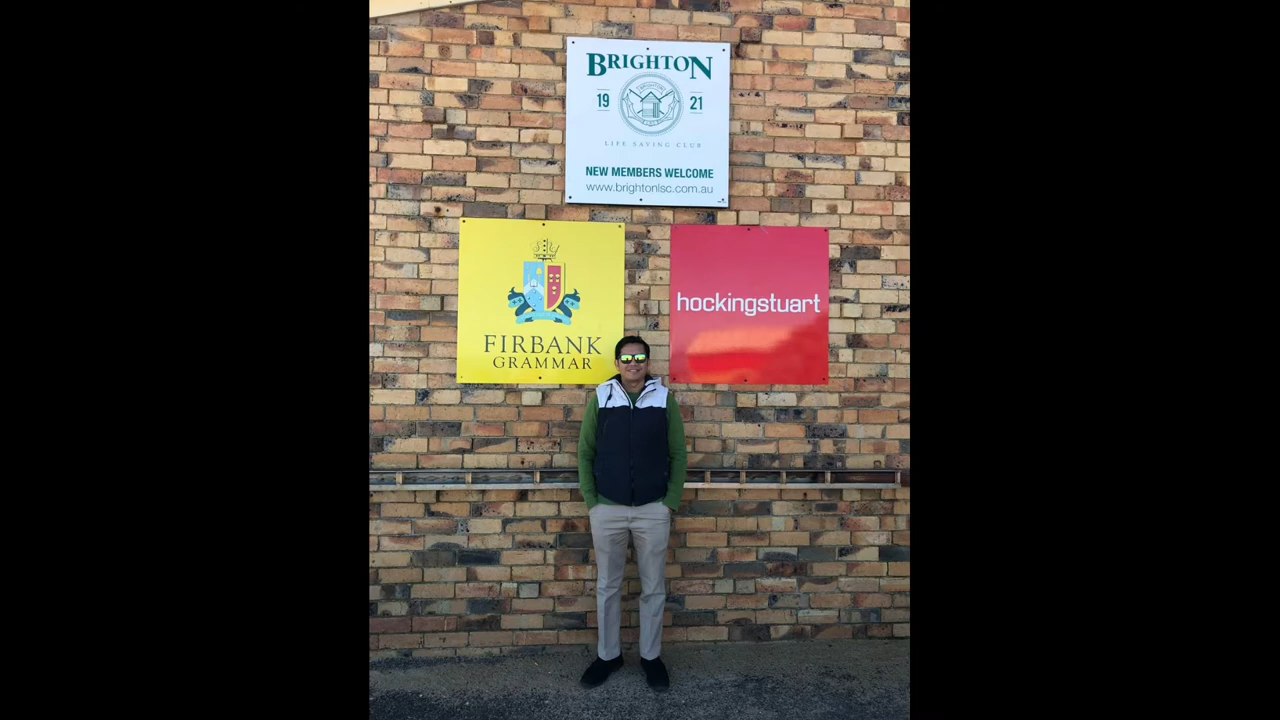 BRIGHTON
19 21
LIFE SAVING CLUB
NEW MEMBERS WELCOME
www.brightonlsc.com.au
FIRBANK
GRAMMAR
hockingstuart